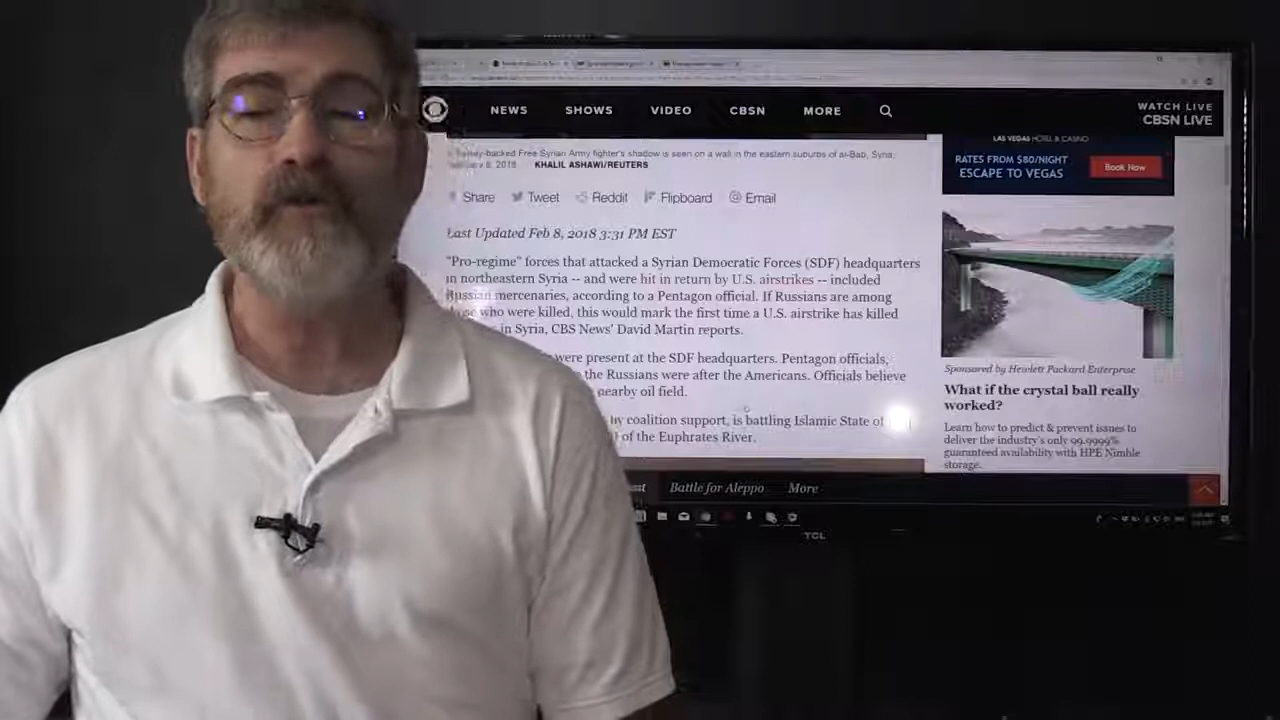 NEWS SHOWS VIDEO CBSN MORE
WATCH LIVE
CBSN LIVE
-backed Free Syrian Army fighter's shadow is seen on a wall in the eastern suburbs of al-Bab, Syria,
8, 2018 KHALIL ASHAWI/REUTERS
Share Tweet Reddit Flipboard Email
Last Updated Feb 8, 2018 3:31 PM EST
"Pro-regime" forces that attacked a Syrian Democratic Forces (SDF) headquarters
in northeastern Syria -- and were hit in return by U.S. airstrikes -- included
Russian mercenaries, according to a Pentagon official. If Russians are among
who were killed, this would mark the first time a U.S. airstrike has killed
in Syria, CBS News' David Martin reports.
were present at the SDF headquarters. Pentagon officials,
the Russians were after the Americans. Officials believe
nearby oil field.
by coalition support, is battling Islamic State of
of the Euphrates River.
Battle for Aleppo More
LAS VEGAS HOTEL & CASINO
RATES FROM $80/NIGHT
ESCAPE TO VEGAS
Book Now
Sponsored by Hewlett Packard Enterprise
What if the crystal ball really
worked?
Learn how to predict & prevent issues to
deliver the industry's only 99.9999%
guaranteed availability with HPE Nimble
storage.
TCL